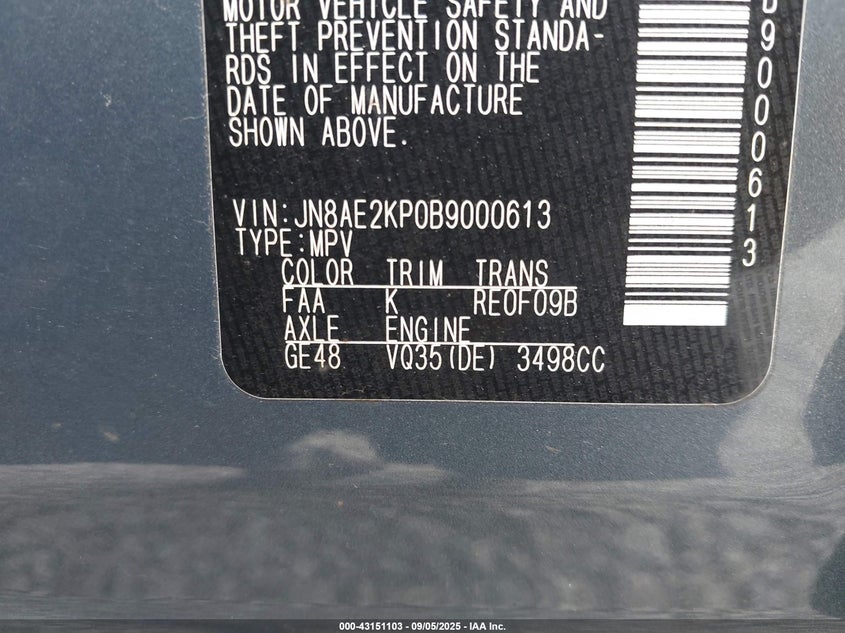 MOTOR VEHICLE SAFETY AND
THEFT PREVENTION STANDA-
RDS IN EFFECT ON THE
DATE OF MANUFACTURE
SHOWN ABOVE.
VIN:JN8AE2KP0B9000613
TYPE:MPV
COLOR TRIM TRANS
FAA K RE0F09B
AXLE ENGINE
GE48 VQ35(DE) 3498CC
B9000613
000-43151103 - 09/05/2025 - IAA Inc.